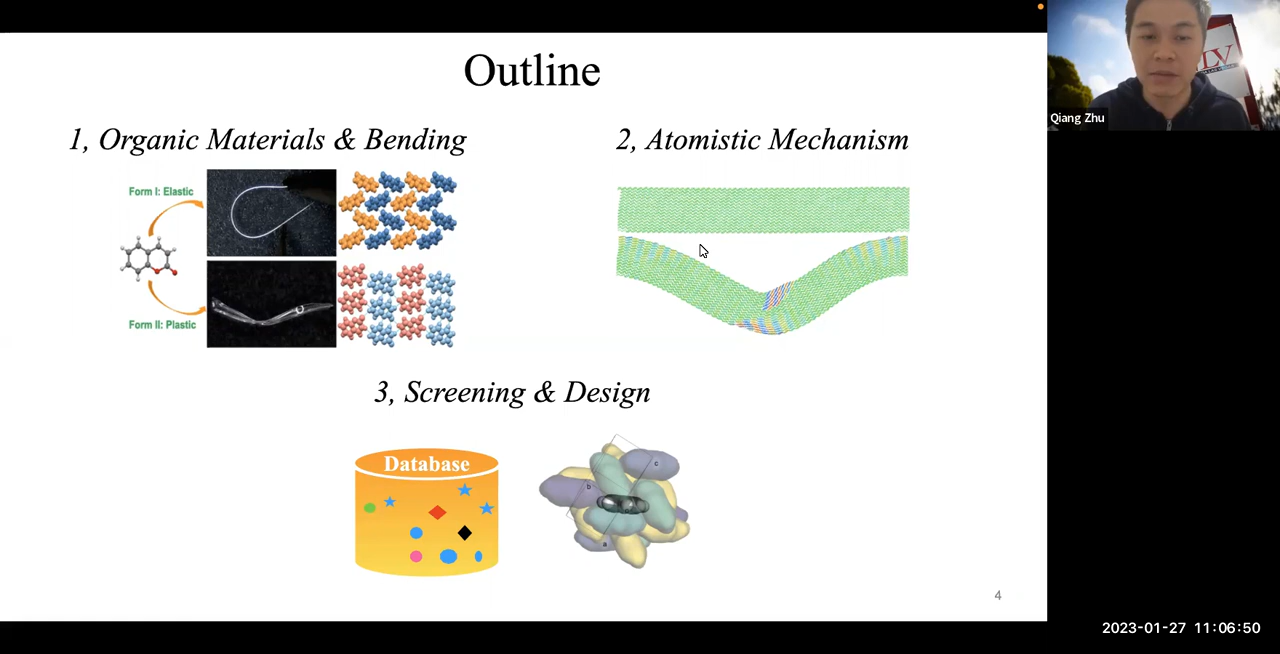 Outline
1, Organic Materials & Bending
2, Atomistic Mechanism
Form I: Elastic
Form II: Plastic
3, Screening & Design
Database
c
b
a
4
LV
Qiang Zhu
2023-01-27 11:06:50